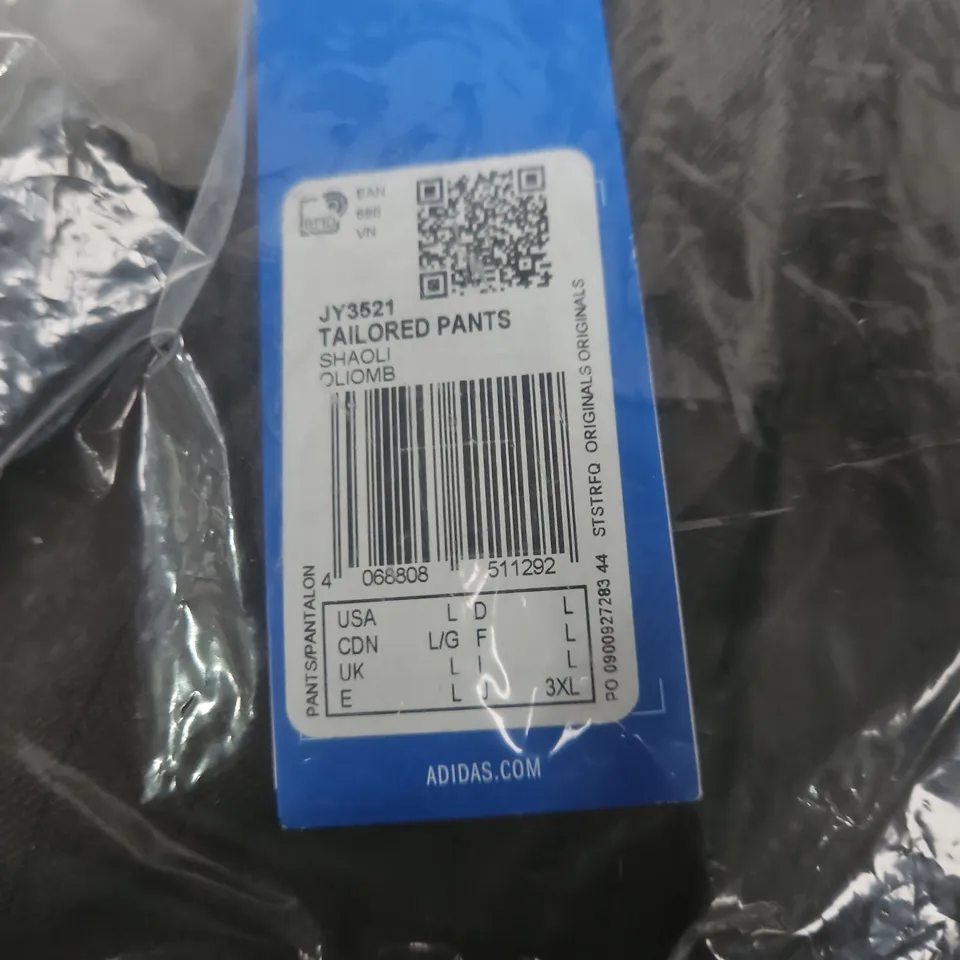 RFID
EAN
VN
JY3521
TAILORED PANTS
SHAOLI
OLIOMB
4 068808 511292
PANTS/PANTALON
USA L D L
CDN L/G F L
UK L I L
E L J 3XL
PO 0900927283 44 STSTRFQ ORIGINALS ORIGINALS
ADIDAS.COM